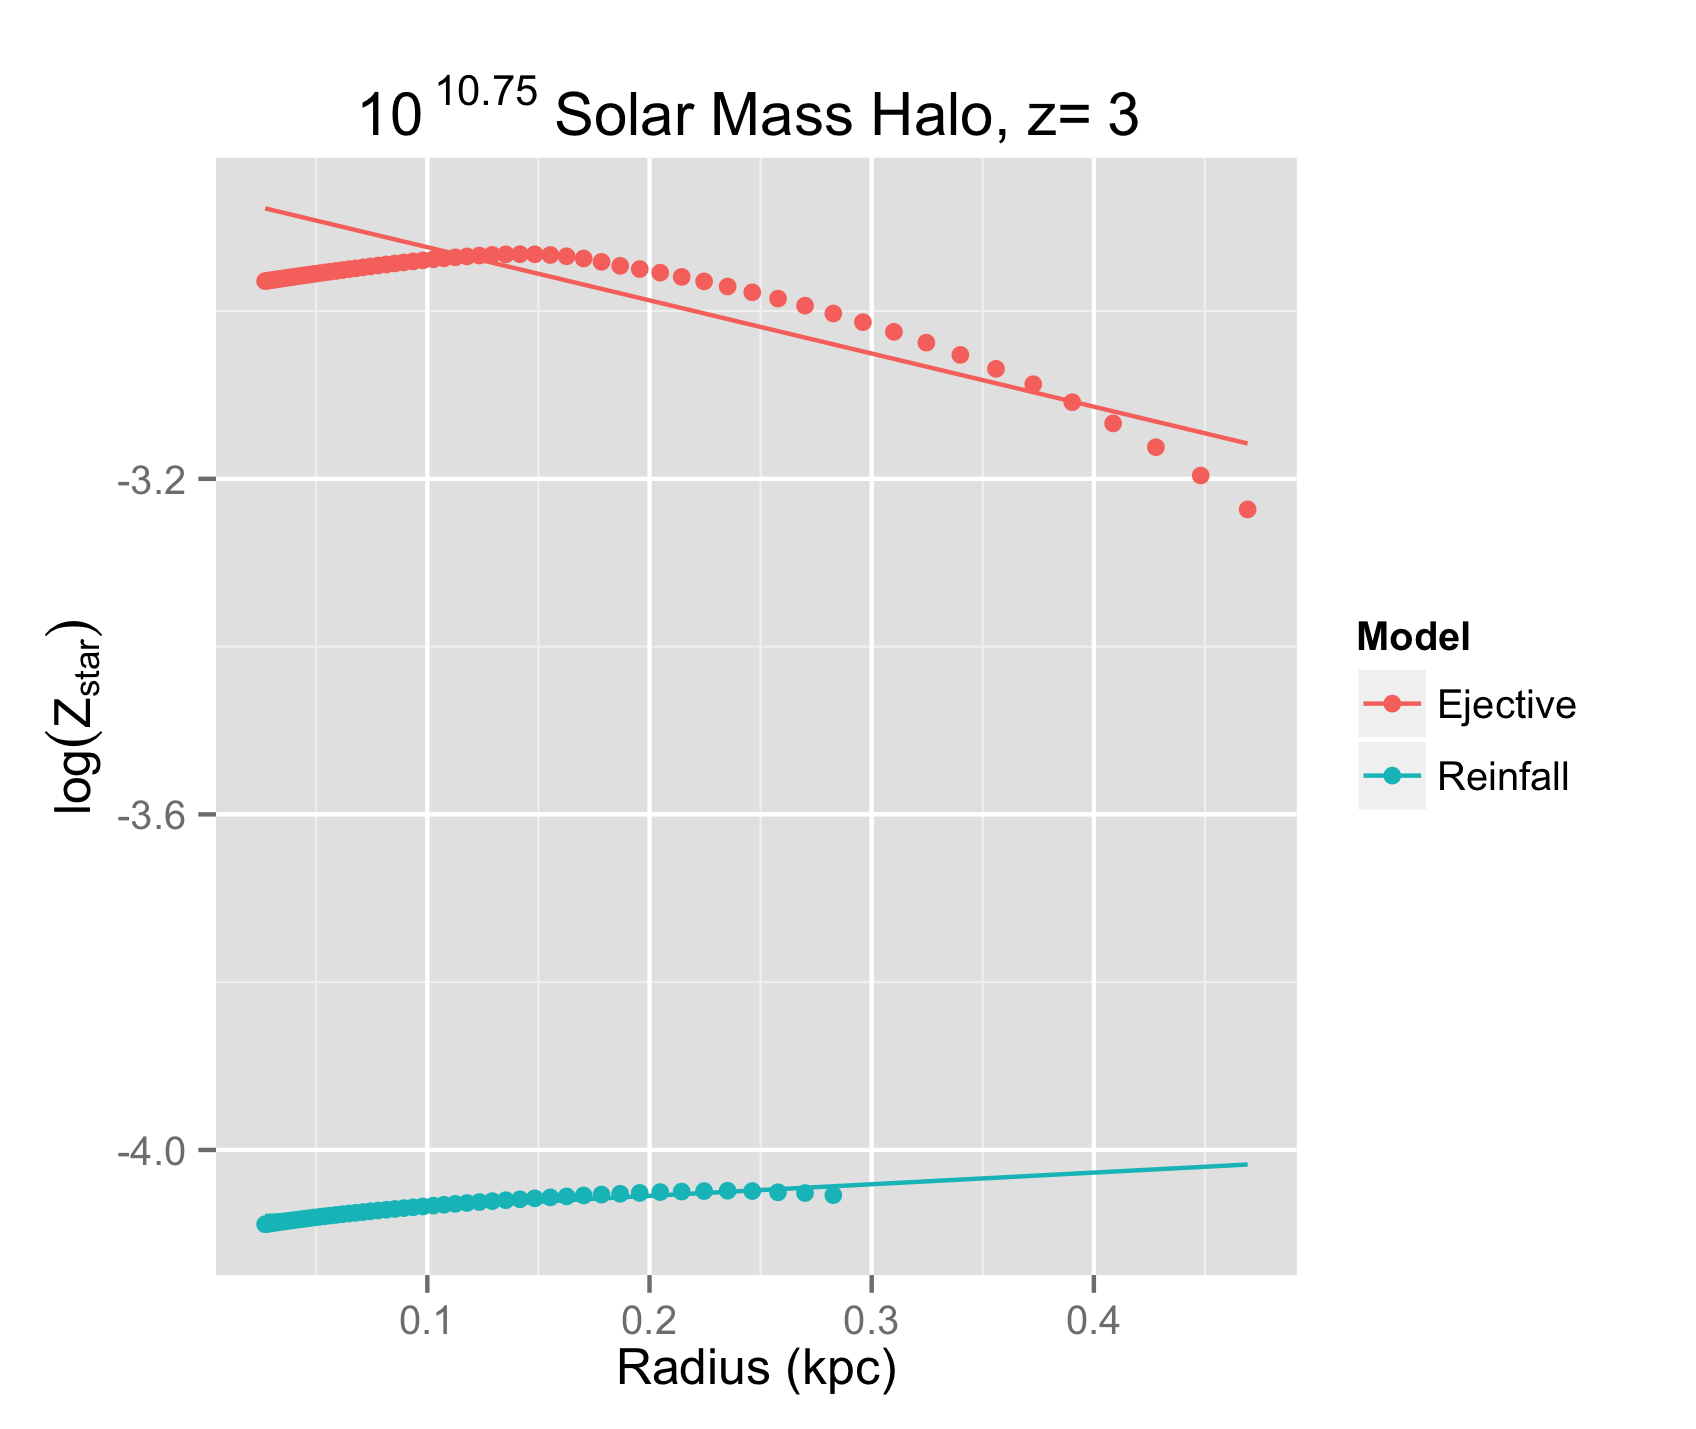 10^10.75 Solar Mass Halo, z= 3
log(Z_star)
-3.2
-3.6
-4.0
0.1 0.2 0.3 0.4
Radius (kpc)
Model
Ejective
Reinfall